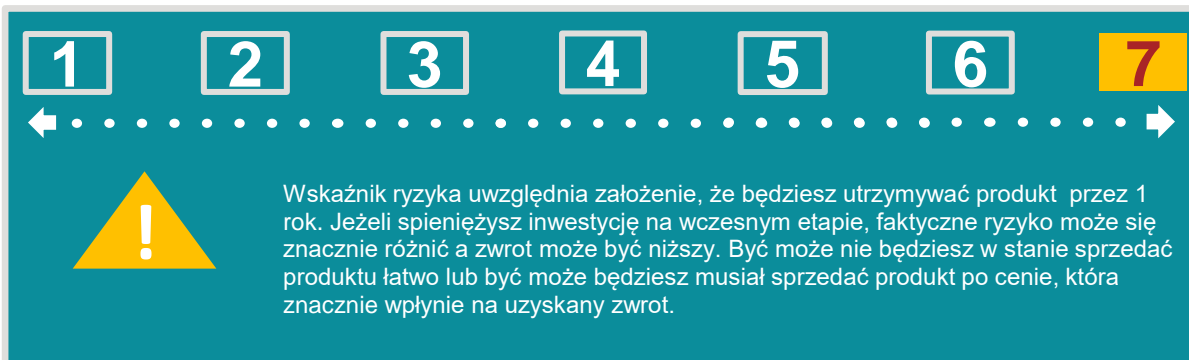 1 2 3 4 5 6 7
!
Wskaźnik ryzyka uwzględnia założenie, że będziesz utrzymywać produkt przez 1
rok. Jeżeli spieniężysz inwestycję na wczesnym etapie, faktyczne ryzyko może się
znacznie różnić a zwrot może być niższy. Być może nie będziesz w stanie sprzedać
produktu łatwo lub być może będziesz musiał sprzedać produkt po cenie, która
znacznie wpłynie na uzyskany zwrot.